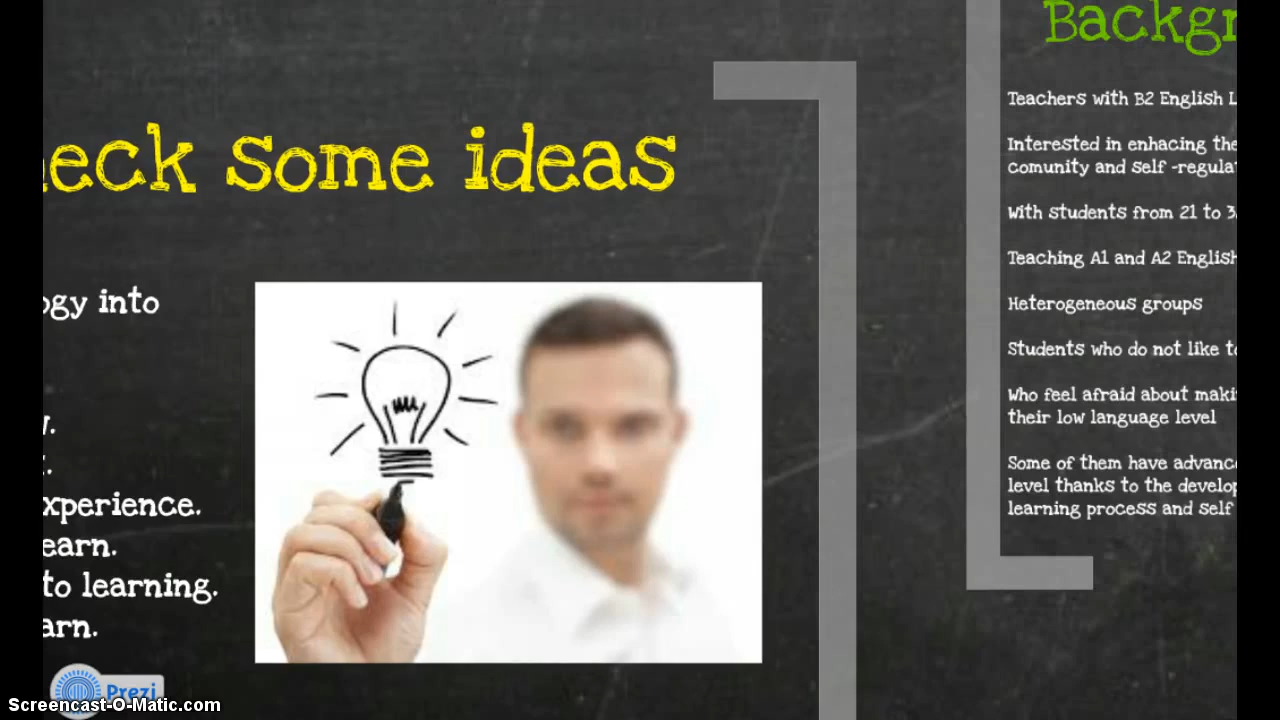 eck some ideas
ogy into
experience.
earn.
to learning.
arn.
Prezi
Screencast-O-Matic.com
Backgr
Teachers with B2 English L
Interested in enhacing the
comunity and self -regula
With students from 21 to 3
Teaching A1 and A2 English
Heterogeneous groups
Students who do not like to
Who feel afraid about maki
their low language level
Some of them have advance
level thanks to the develop
learning process and self